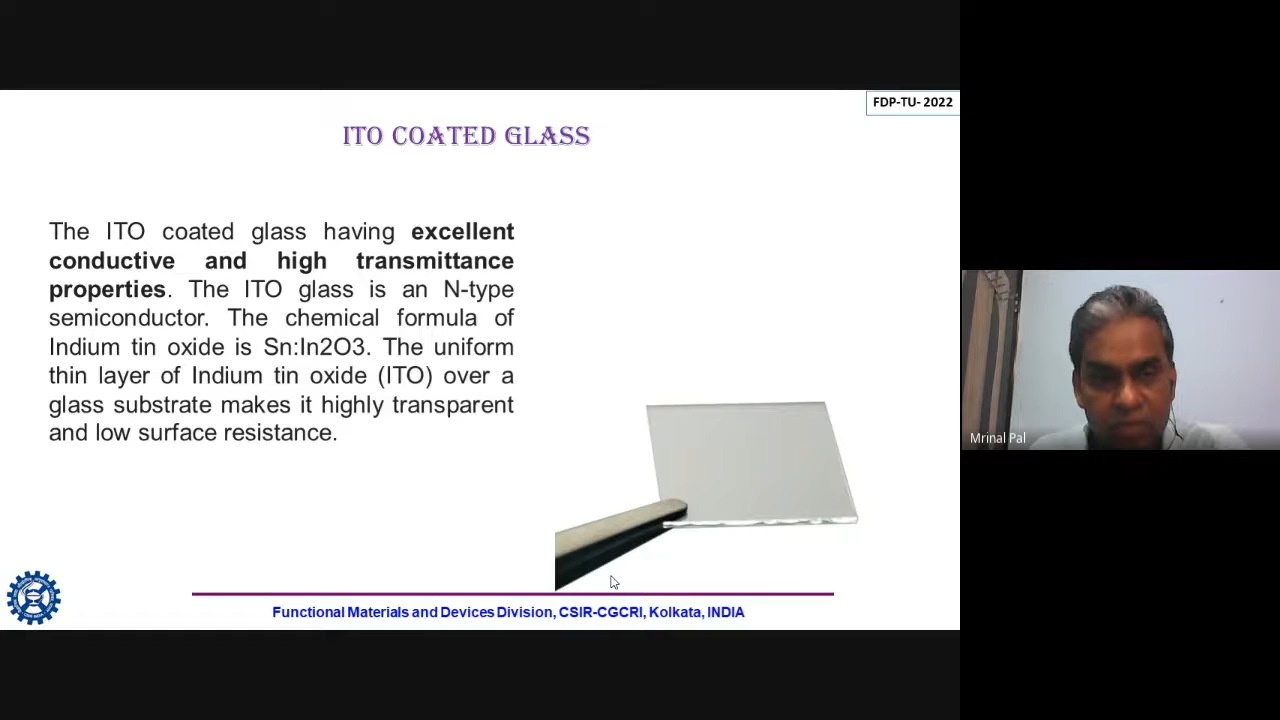 FDP-TU- 2022
ITO COATED GLASS
The ITO coated glass having excellent
conductive and high transmittance
properties. The ITO glass is an N-type
semiconductor. The chemical formula of
Indium tin oxide is Sn:In2O3. The uniform
thin layer of Indium tin oxide (ITO) over a
glass substrate makes it highly transparent
and low surface resistance.
Functional Materials and Devices Division, CSIR-CGCRI, Kolkata, INDIA
Mrinal Pal